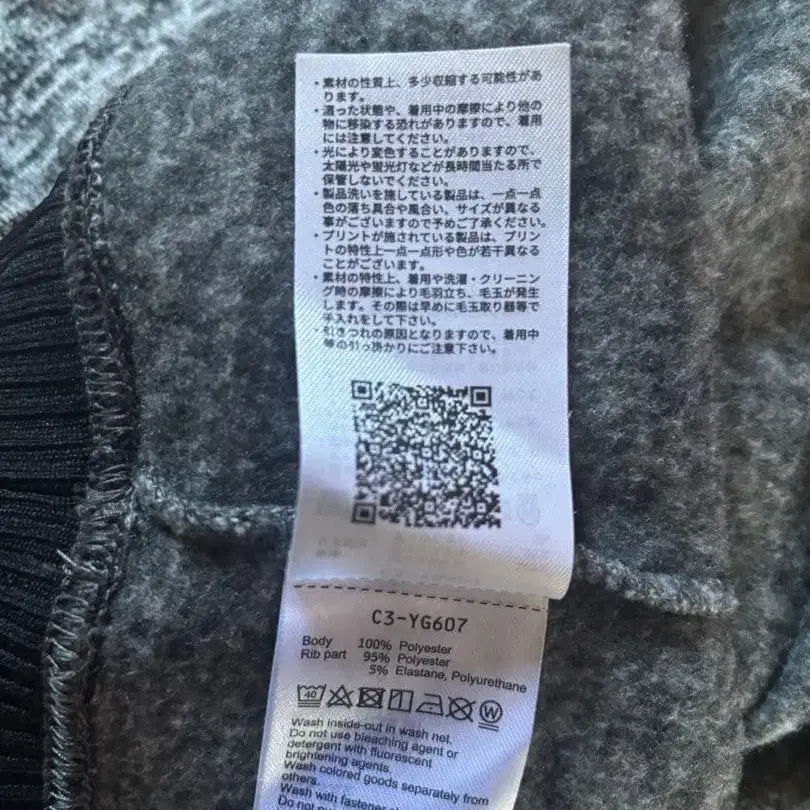 ・素材の性質上、多少収縮する可能性があ
ります。
・湿った状態や、着用中の摩擦により他の
物に移染する恐れがありますので、着用
には注意してください。
・光により変色することがありますので、
太陽光や蛍光灯などが長時間当たる所で
保管しないでください。
・製品洗いを施している製品は、一点一点
色の落ち具合や風合い、サイズが異なる
事がございますので予めご了承ください。
・プリントが施されている製品は、プリン
トの特性上一点一点形や色が若干異なる
ことがございます。
・素材の特性上、着用や洗濯・クリーニン
グ時の摩擦により毛羽立ち、毛玉が発生
します。その際は早めに毛玉取り器等で
手入れをして下さい。
・引きつれの原因となりますので、着用中
等の引っ掛かりにご注意下さい。
C3-YG607
Body 100% Polyester
Rib part 95% Polyester
5% Elastane, Polyurethane
40
W
Wash inside-out in wash net.
Do not use bleaching agent or
detergent with fluorescent
brightening agents.
Wash colored goods separately from
others.
Wash with fastener
Do not